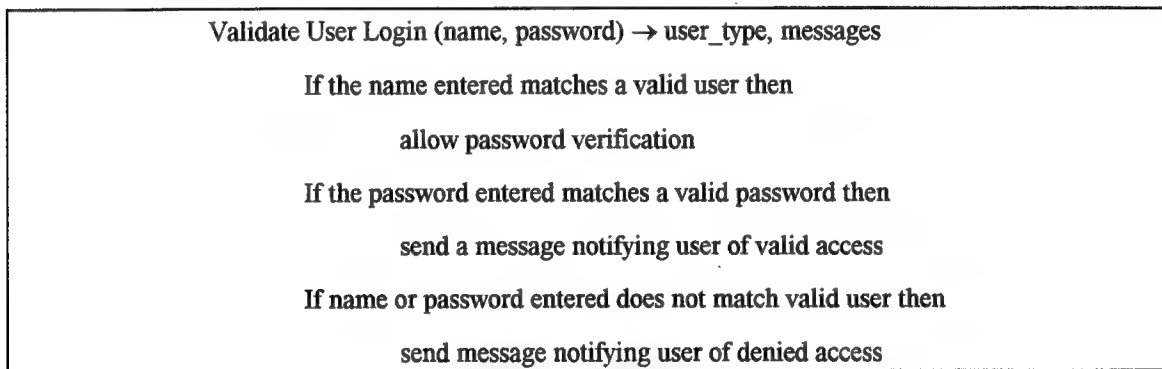 Validate User Login (name, password) → user_type, messages
If the name entered matches a valid user then
allow password verification
If the password entered matches a valid password then
send a message notifying user of valid access
If name or password entered does not match valid user then
send message notifying user of denied access